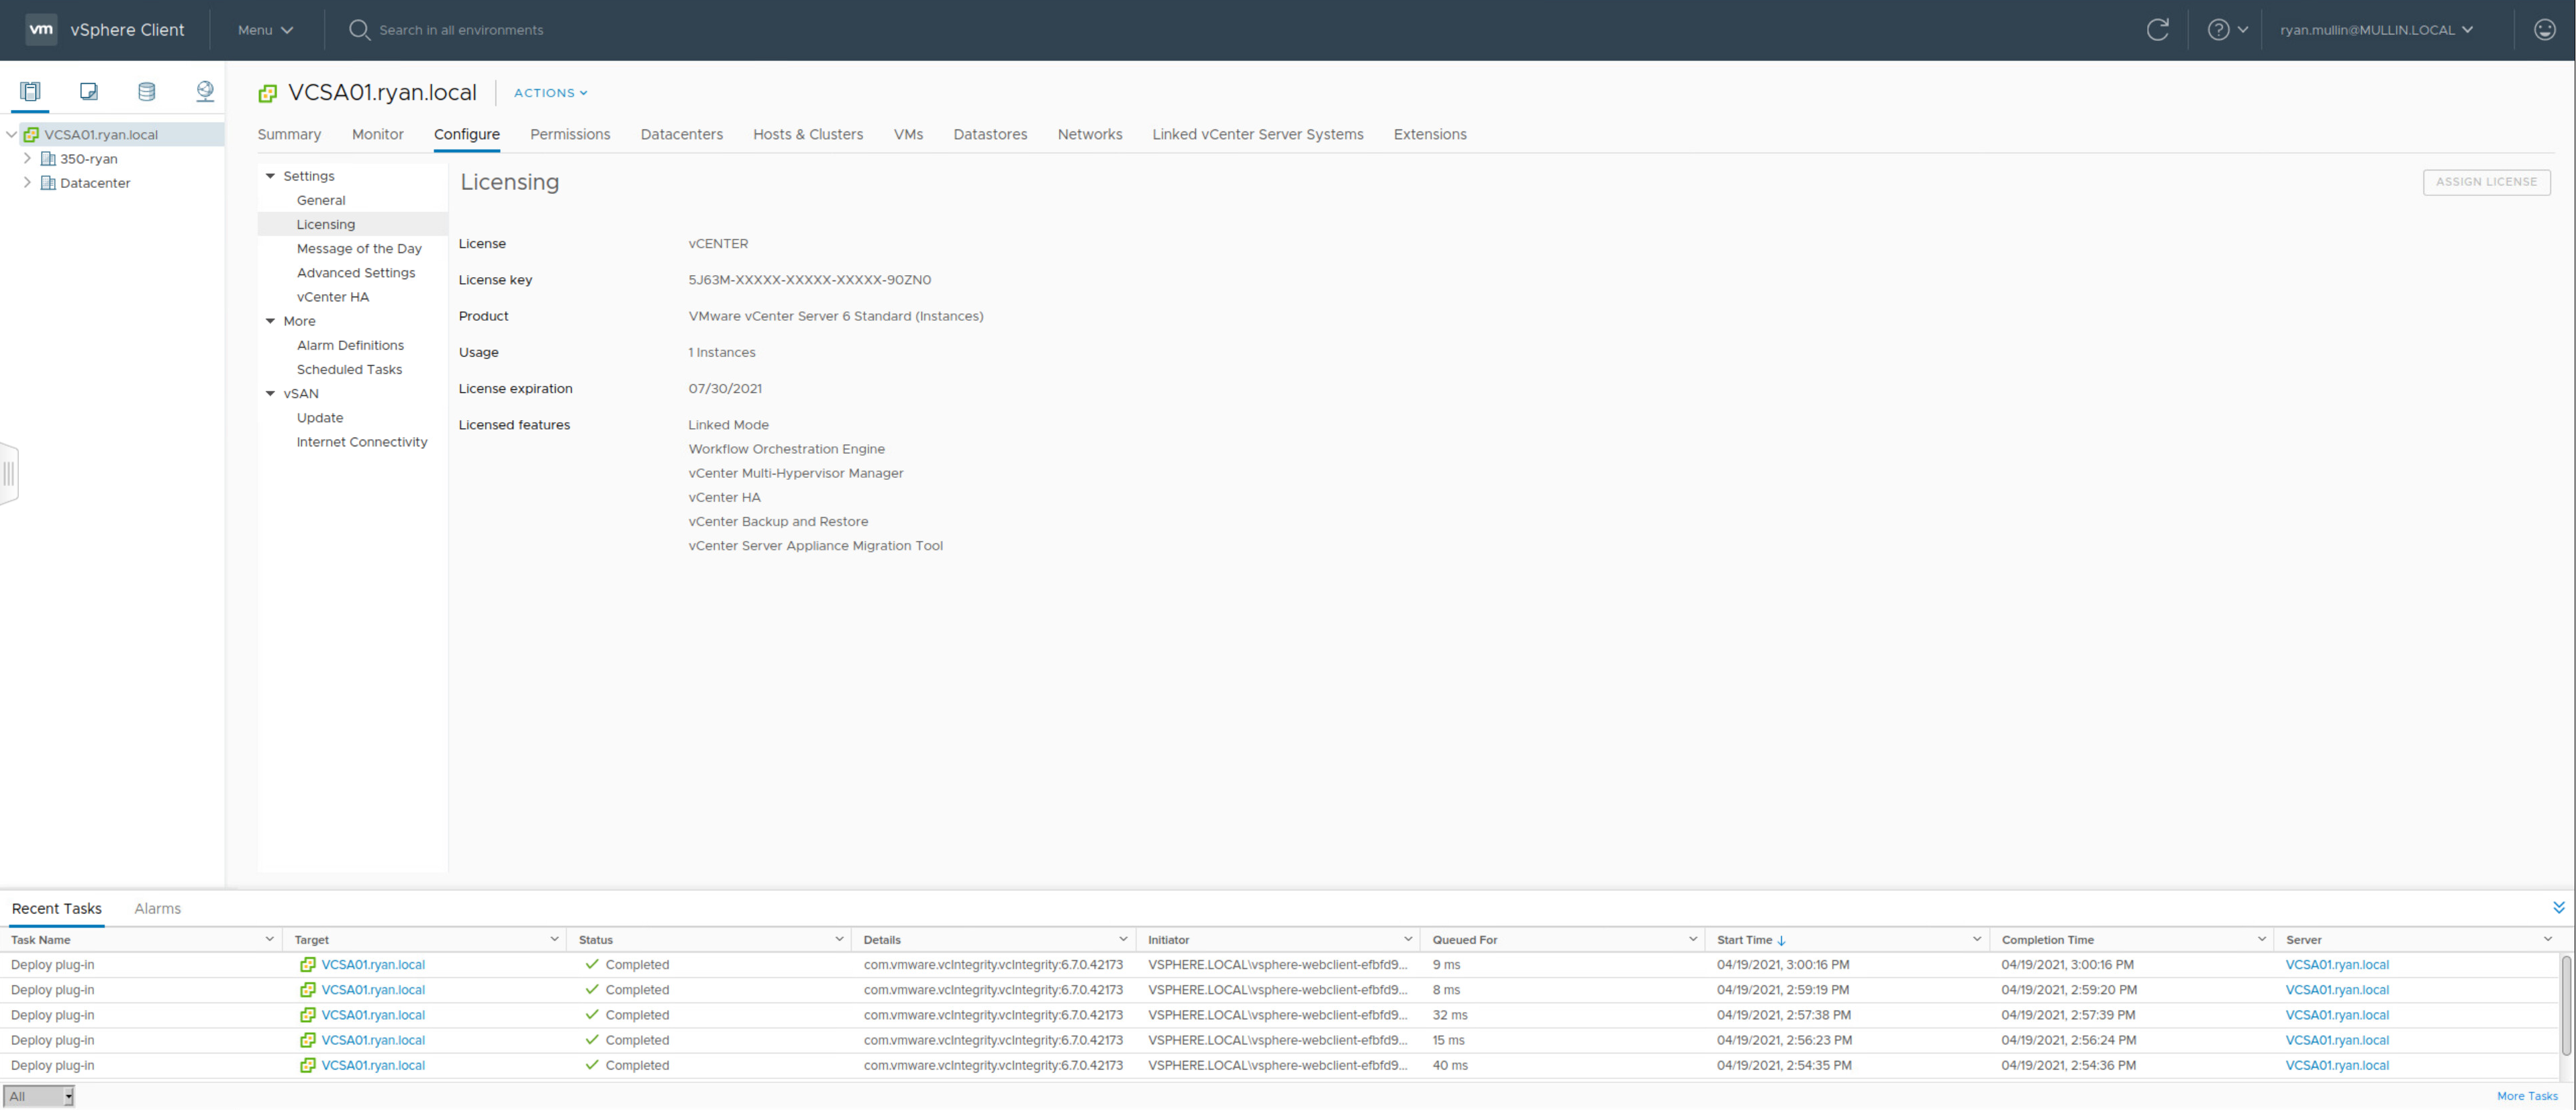 vm vSphere Client Menu Search in all environments ? ryan.mullin@MULLIN.LOCAL
VCSA01.ryan.local
350-ryan
Datacenter
VCSA01.ryan.local ACTIONS
Summary Monitor Configure Permissions Datacenters Hosts & Clusters VMs Datastores Networks Linked vCenter Server Systems Extensions
Settings
General
Licensing
Message of the Day
Advanced Settings
vCenter HA
More
Alarm Definitions
Scheduled Tasks
vSAN
Update
Internet Connectivity
Licensing ASSIGN LICENSE
License vCENTER
License key 5J63M-XXXXX-XXXXX-XXXXX-90ZN0
Product VMware vCenter Server 6 Standard (Instances)
Usage 1 Instances
License expiration 07/30/2021
Licensed features Linked Mode
Workflow Orchestration Engine
vCenter Multi-Hypervisor Manager
vCenter HA
vCenter Backup and Restore
vCenter Server Appliance Migration Tool
Recent Tasks Alarms
Task Name Target Status Details Initiator Queued For Start Time Completion Time Server
Deploy plug-in VCSA01.ryan.local Completed com.vmware.vcIntegrity.vcIntegrity:6.7.0.42173 VSPHERE.LOCAL\vsphere-webclient-efbfd9... 9 ms 04/19/2021, 3:00:16 PM 04/19/2021, 3:00:16 PM VCSA01.ryan.local
Deploy plug-in VCSA01.ryan.local Completed com.vmware.vcIntegrity.vcIntegrity:6.7.0.42173 VSPHERE.LOCAL\vsphere-webclient-efbfd9... 8 ms 04/19/2021, 2:59:19 PM 04/19/2021, 2:59:20 PM VCSA01.ryan.local
Deploy plug-in VCSA01.ryan.local Completed com.vmware.vcIntegrity.vcIntegrity:6.7.0.42173 VSPHERE.LOCAL\vsphere-webclient-efbfd9... 32 ms 04/19/2021, 2:57:38 PM 04/19/2021, 2:57:39 PM VCSA01.ryan.local
Deploy plug-in VCSA01.ryan.local Completed com.vmware.vcIntegrity.vcIntegrity:6.7.0.42173 VSPHERE.LOCAL\vsphere-webclient-efbfd9... 15 ms 04/19/2021, 2:56:23 PM 04/19/2021, 2:56:24 PM VCSA01.ryan.local
Deploy plug-in VCSA01.ryan.local Completed com.vmware.vcIntegrity.vcIntegrity:6.7.0.42173 VSPHERE.LOCAL\vsphere-webclient-efbfd9... 40 ms 04/19/2021, 2:54:35 PM 04/19/2021, 2:54:36 PM VCSA01.ryan.local
All More Tasks